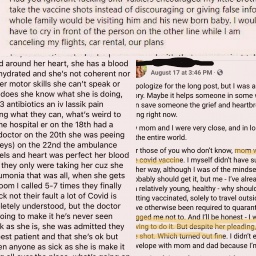 take the vaccine shots instead of discouraging or giving false info
whole family would be visiting him and his new born baby. I would
have to cry in front of the person on the other line while I am
canceling my flights, car rental, our plans
d around her heart, she has a blood
hydrated and she's not coherent nor
er motor skills she can't speak or
does she know what she is doing,
3 antibiotics an iv lassik pain
ng what they can, what's weird to
he hospital or on the 18th had a
doctor on the 20th she was peeing
eys) on the 22nd the ambulance
els and heart was perfect her blood
they only were taking her cuz she
umonia that was all, when she gets
oom I called 5-7 times they finally
ck not their fault a lot of Covid is
letely understood, but the doctor
oing to make it he's never seen
k as she is, she was admitted they
est patient and that she's ok but
en anyone as sick as she is make it
August 17 at 3:46 PM
pologize for the long post, but I was a
ry. Maybe it helps someone in some w
n save someone the grief and heartbre
ng right now.
mom and I were very close, and in lo
the entire world.
those of you who don't know, mom w
covid vaccine. I myself didn't have su
her way, although I was of the mindse
bably should get it, but me - I've alrea
relatively young, healthy - why should
tting vaccinated, solely to travel outsid
ve otherwise been required to quarant
gged me not to. And I'll be honest - I w
ving to do it. But despite her pleading,
shot. Which turned out fine. I didn't e
velope with mom and dad because I'm